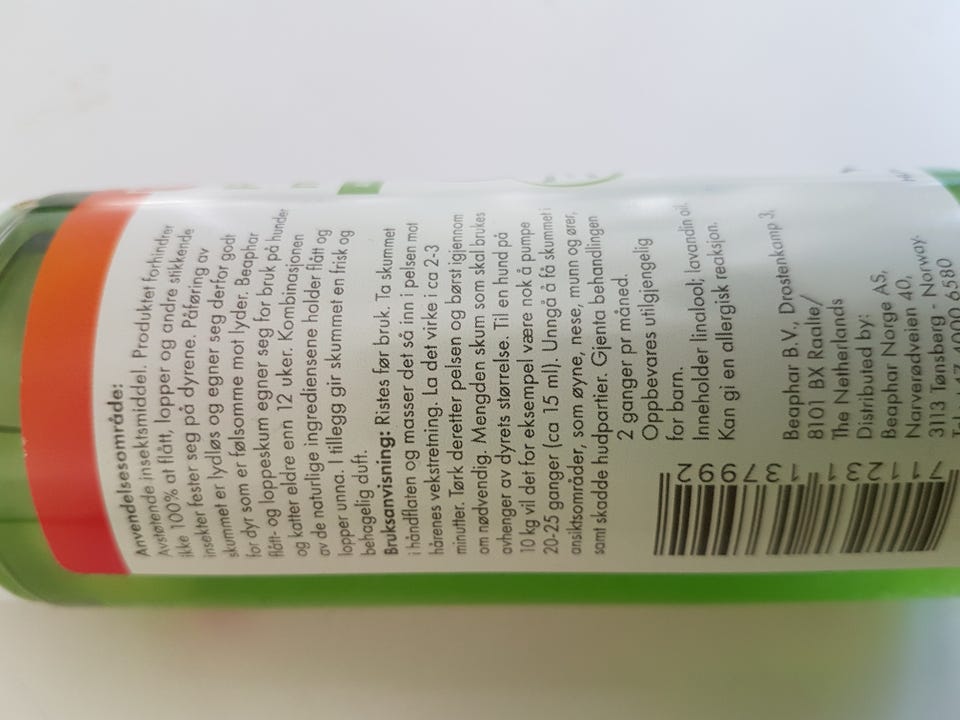 Anvendelsesområde:
Avstøtende insektsmiddel. Produktet forhindrer
ikke 100% at flått, lopper og andre stikkende
insekter fester seg på dyrene. Påføring av
skummet er lydløs og egner seg derfor godt
for dyr som er følsomme mot lyder. Beaphar
flått- og loppeskum egner seg for bruk på hunder
og katter eldre enn 12 uker. Kombinasjonen
av de naturlige ingrediensene holder flått og
lopper unna. I tillegg gir skummet en frisk og
behagelig duft.
Bruksanvisning: Ristes før bruk. Ta skummet
i håndflaten og masser det så inn i pelsen mot
hårenes vekstretning. La det virke i ca 2-3
minutter. Tørk deretter pelsen og børst igjennom
om nødvendig. Mengden skum som skal brukes
avhenger av dyrets størrelse. Til en hund på
10 kg vil det for eksempel være nok å pumpe
20-25 ganger (ca 15 ml). Unngå å få skummet i
ansiktsområder, som øyne, nese, munn og ører,
samt skadde hudpartier. Gjenta behandlingen
2 ganger pr måned.
Oppbevares utilgjengelig
for barn.
Inneholder linalool; lavandin oil.
Kan gi en allergisk reaksjon.
Beaphar B.V., Drostenkamp 3,
8101 BX Raalte/
The Netherlands
Distributed by:
Beaphar Norge AS,
Narverødveien 40,
3113 Tønsberg - Norway.
6580